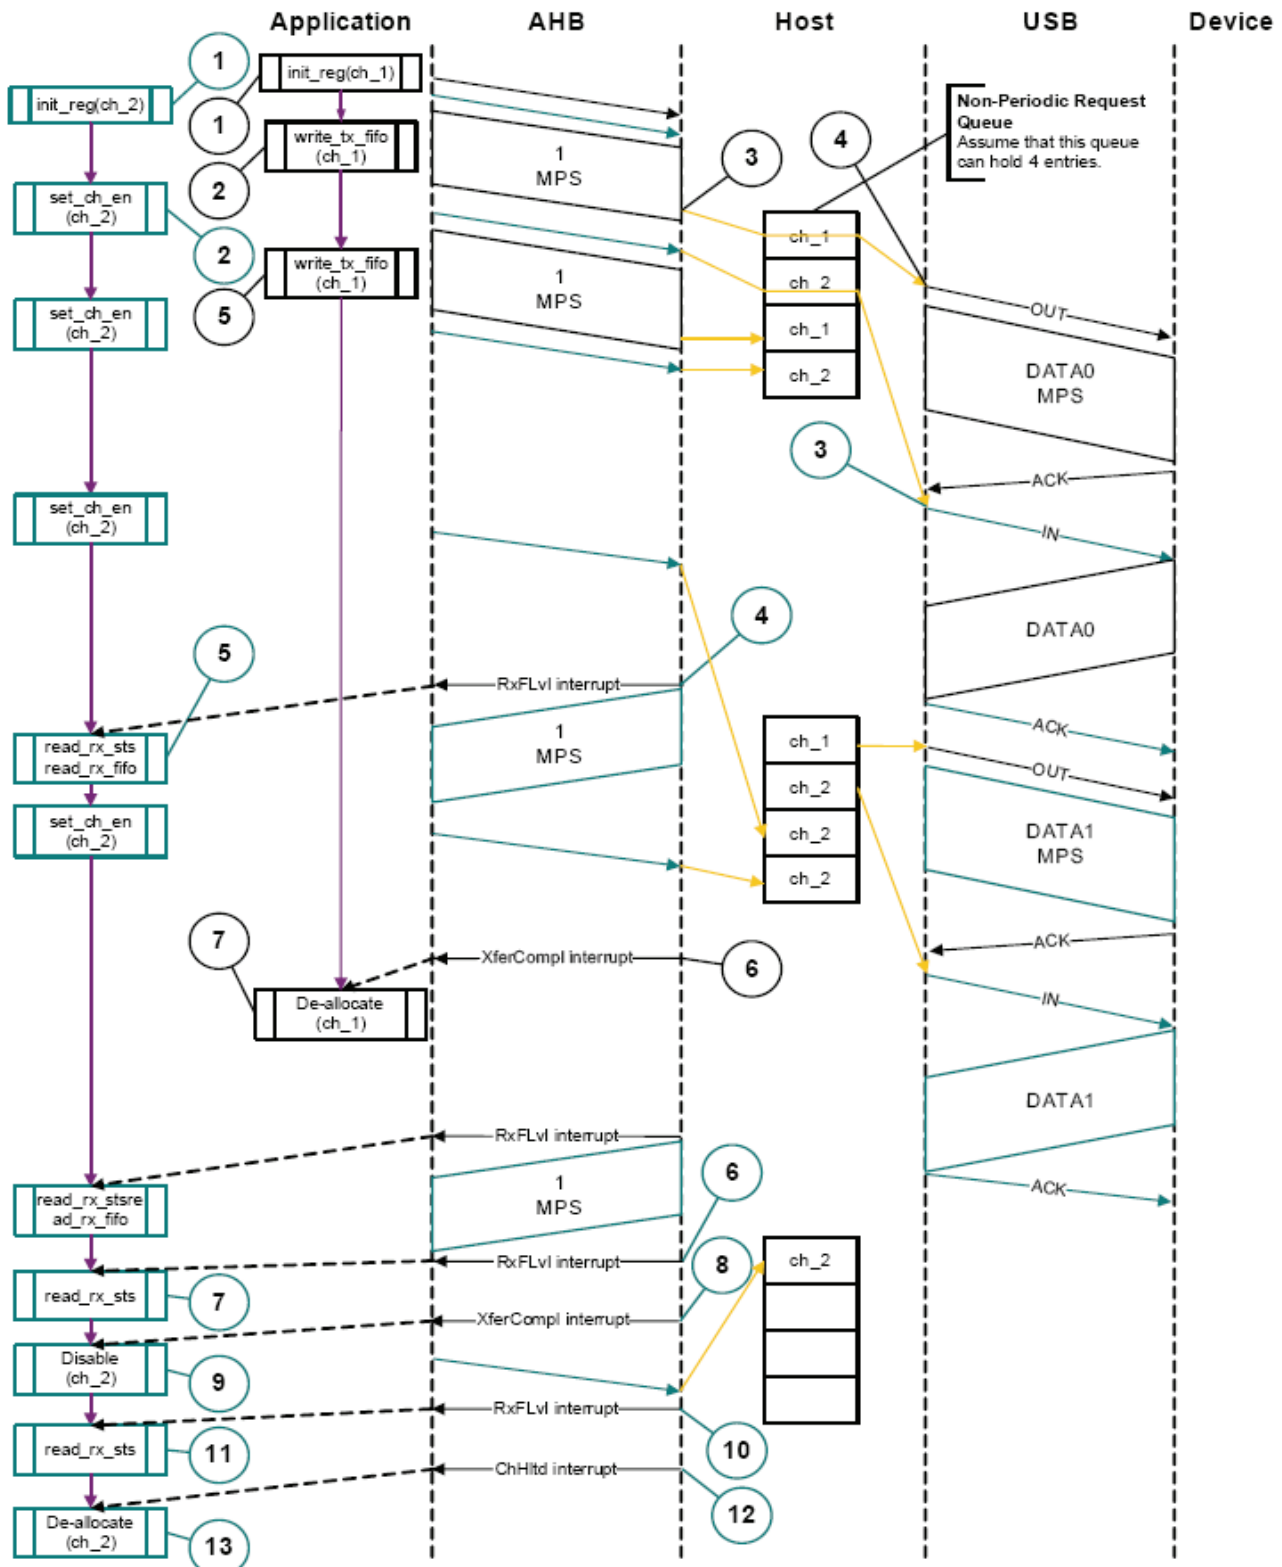 Application AHB Host USB Device
1
init_reg(ch_1)
init_reg(ch_2)
Non-Periodic Request
Queue
Assume that this queue
can hold 4 entries.
1
write_tx_fifo
(ch_1)
1
MPS
3
4
2
set_ch_en
(ch_2)
ch_1
2
write_tx_fifo
(ch_1)
1
MPS
ch_2
5
set_ch_en
(ch_2)
OUT
ch_1
ch_2
DATA0
MPS
3
ACK
set_ch_en
(ch_2)
IN
4
DATA0
5
RxFLvl interrupt
ACK
read_rx_sts
read_rx_fifo
1
MPS
ch_1
OUT
ch_2
set_ch_en
(ch_2)
ch_2
DATA1
MPS
ch_2
7
ACK
XferCompl interrupt
6
De-allocate
(ch_1)
IN
DATA1
RxFLvl interrupt
6
read_rx_stsre
ad_rx_fifo
1
MPS
ACK
RxFLvl interrupt
8
ch_2
read_rx_sts
7
XferCompl interrupt
Disable
(ch_2)
9
RxFLvl interrupt
10
read_rx_sts
11
ChHltd interrupt
12
De-allocate
(ch_2)
13